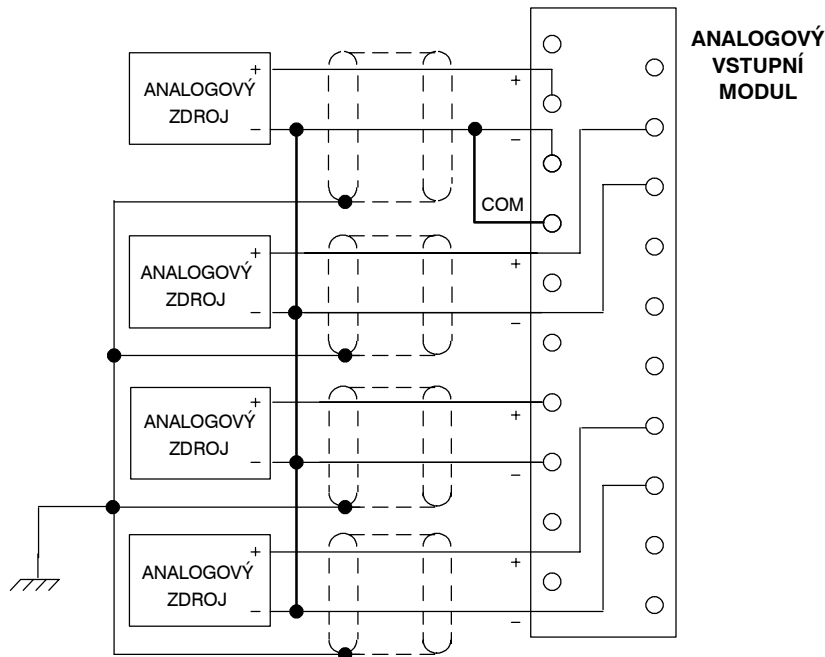 ANALOGOVÝ
VSTUPNÍ
MODUL
ANALOGOVÝ
ZDROJ
+
−
+
−
COM
ANALOGOVÝ
ZDROJ
+
−
+
−
ANALOGOVÝ
ZDROJ
+
−
+
−
ANALOGOVÝ
ZDROJ
+
−
+
−